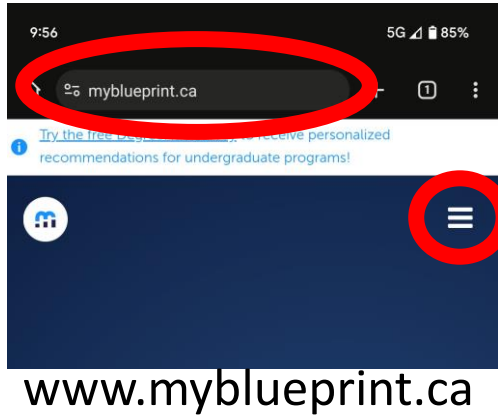 9:56 5G 85%
myblueprint.ca 1
Try the free receive personalized
recommendations for undergraduate programs!
m
www.myblueprint.ca